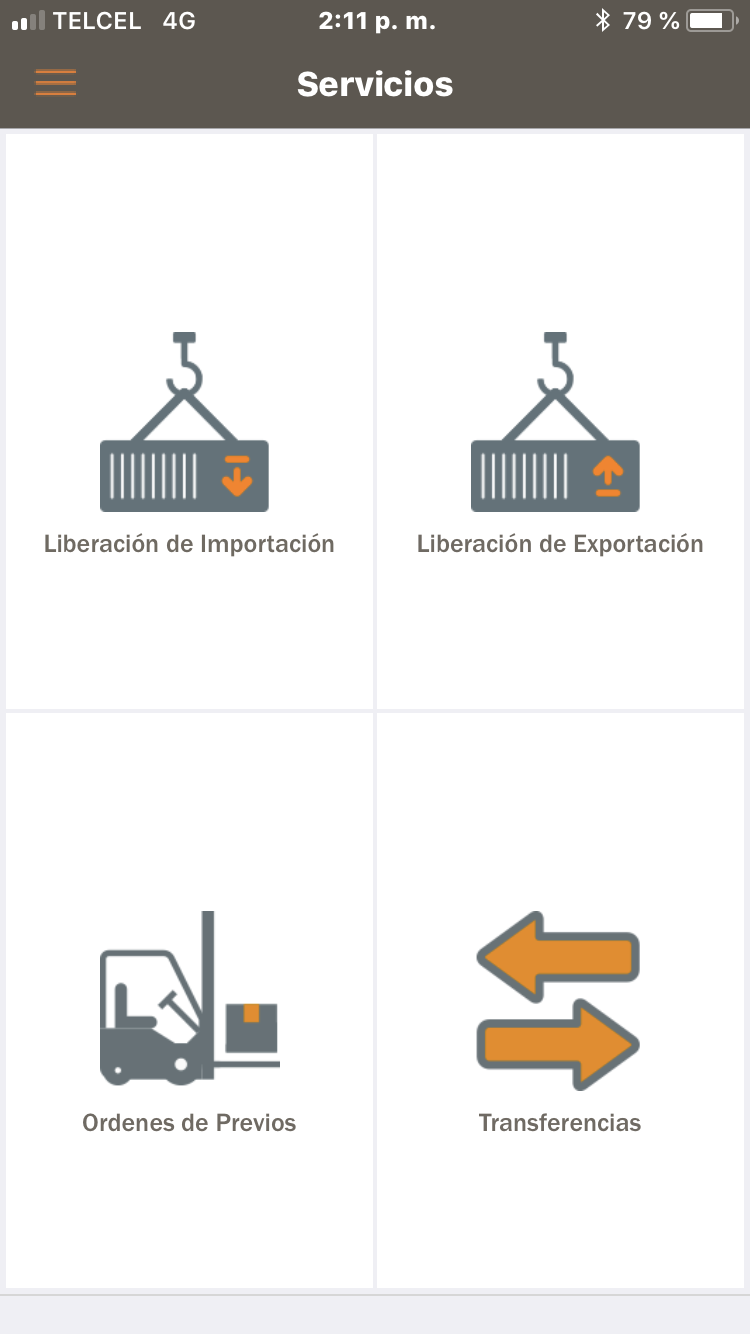 TELCEL 4G 2:11 p. m. 79 %
Servicios
Liberación de Importación
Liberación de Exportación
Ordenes de Previos
Transferencias